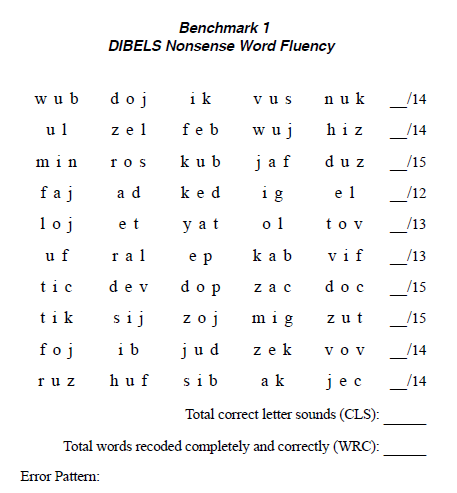 Benchmark 1
DIBELS Nonsense Word Fluency
w u b   d o j   i k   v u s   n u k   __/14
u l   z e l   f e b   w u j   h i z   __/14
m i n   r o s   k u b   j a f   d u z   __/15
f a j   a d   k e d   i g   e l   __/12
l o j   e t   y a t   o l   t o v   __/13
u f   r a l   e p   k a b   v i f   __/13
t i c   d e v   d o p   z a c   d o c   __/15
t i k   s i j   z o j   m i g   z u t   __/15
f o j   i b   j u d   z e k   v o v   __/14
r u z   h u f   s i b   a k   j e c   __/14
Total correct letter sounds (CLS): ______
Total words recoded completely and correctly (WRC): ______
Error Pattern: